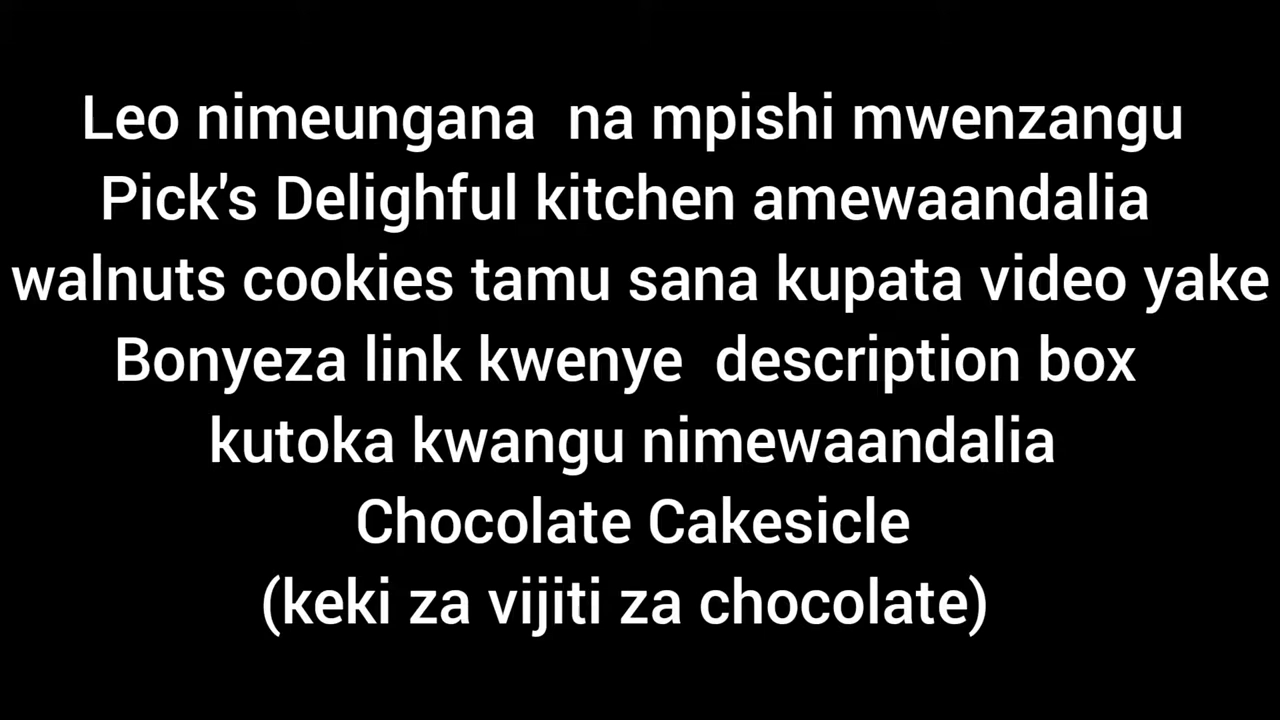 Leo nimeungana na mpishi mwenzangu
Pick's Delighful kitchen amewaandalia
walnuts cookies tamu sana kupata video yake
Bonyeza link kwenye description box
kutoka kwangu nimewaandalia
Chocolate Cakesicle
(keki za vijiti za chocolate)